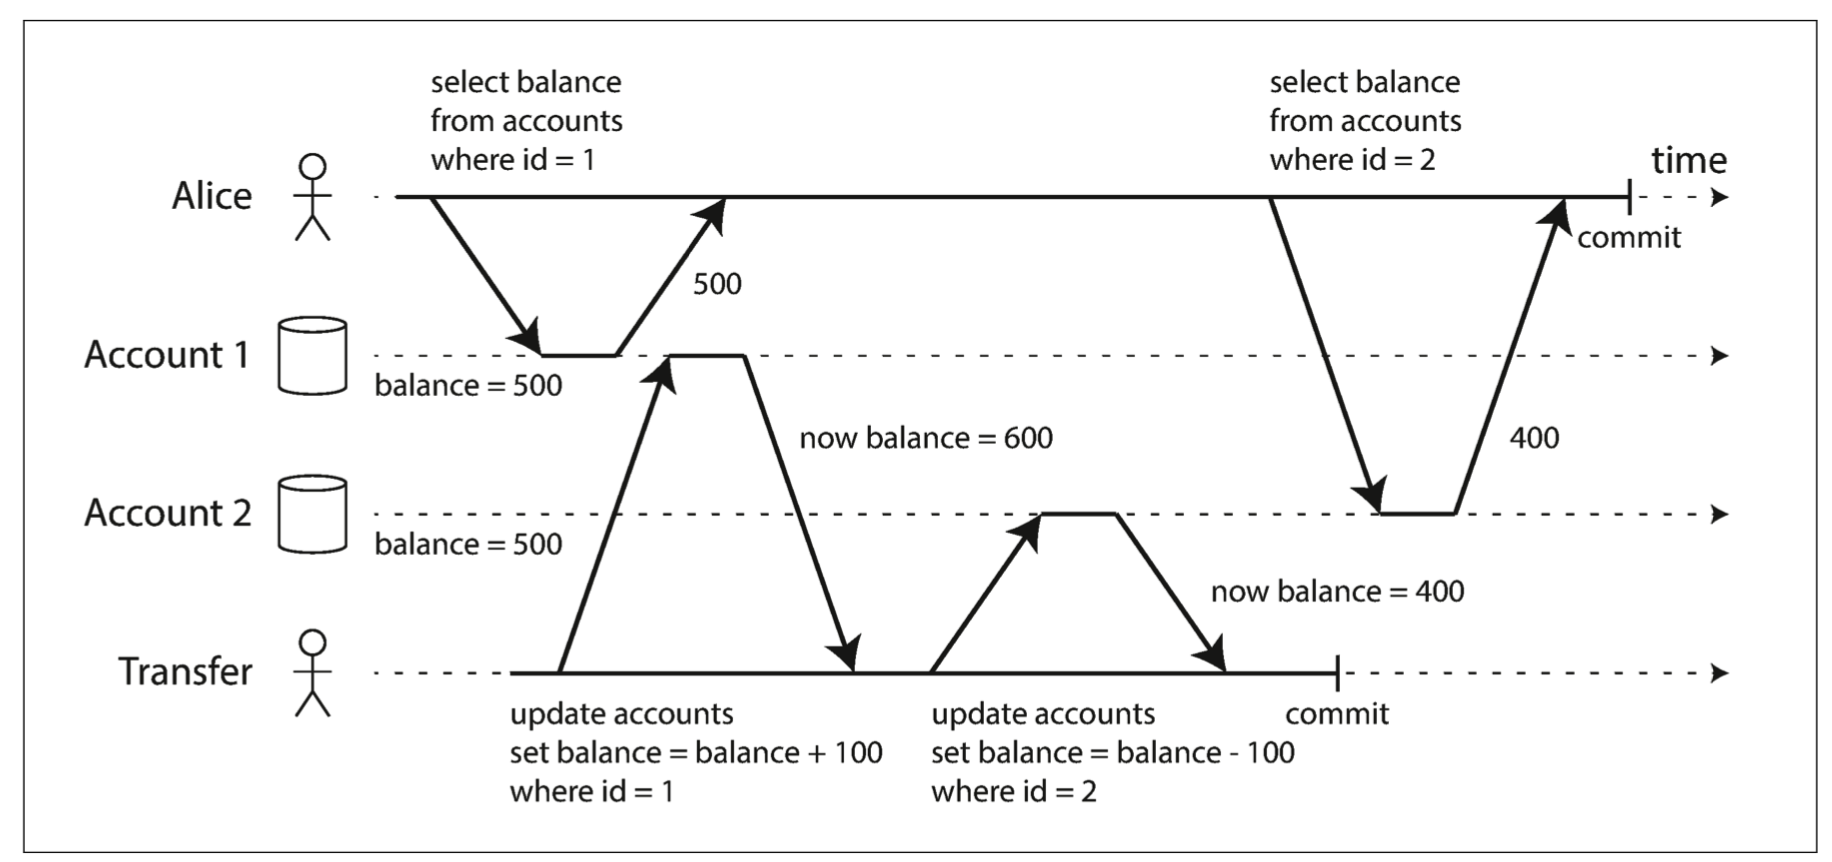 select balance
from accounts
where id = 1
select balance
from accounts
where id = 2
time
Alice
commit
500
Account 1
balance = 500
now balance = 600
400
Account 2
balance = 500
now balance = 400
Transfer
update accounts
set balance = balance + 100
where id = 1
update accounts
set balance = balance - 100
where id = 2
commit